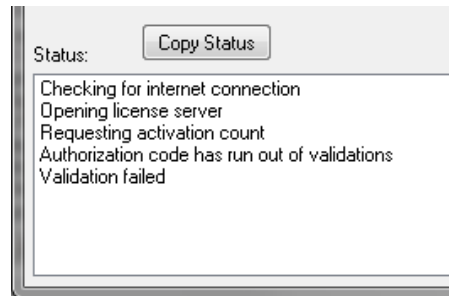 Copy Status
Status:
Checking for internet connection
Opening license server
Requesting activation count
Authorization code has run out of validations
Validation failed